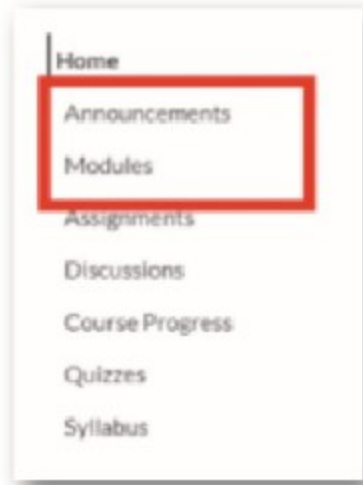 Home
Announcements
Modules
Assignments
Discussions
Course Progress
Quizzes
Syllabus